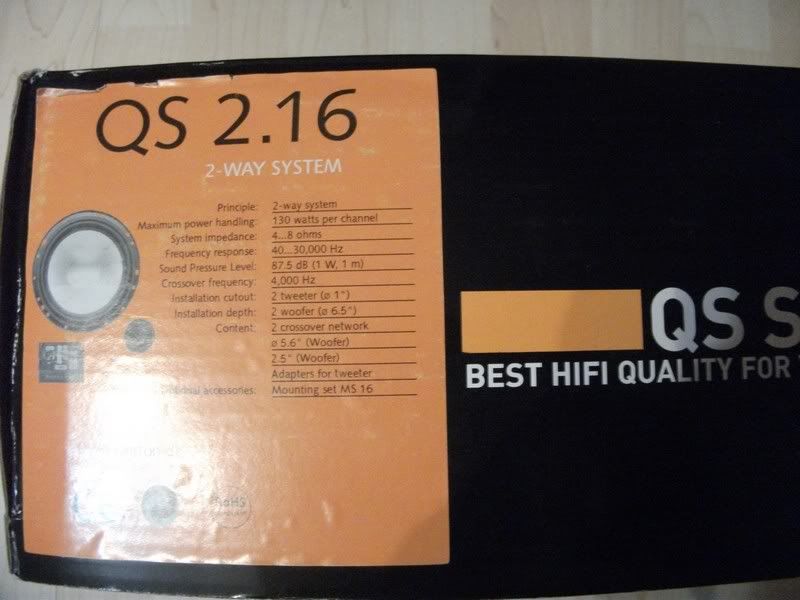 QS 2.16
2-WAY SYSTEM
Principle: 2-way system
Maximum power handling: 130 watts per channel
System impedance: 4...8 ohms
Frequency response: 40...30,000 Hz
Sound Pressure Level: 87.5 dB (1 W, 1 m)
Crossover frequency: 4,000 Hz
Installation cutout: 2 tweeter (ø 1")
Installation depth: 2 woofer (ø 6.5")
Content: 2 crossover network
ø 5.6" (Woofer)
2.5" (Woofer)
Adapters for tweeter
accessories: Mounting set MS 16
RoHS
QS S
BEST HIFI QUALITY FOR